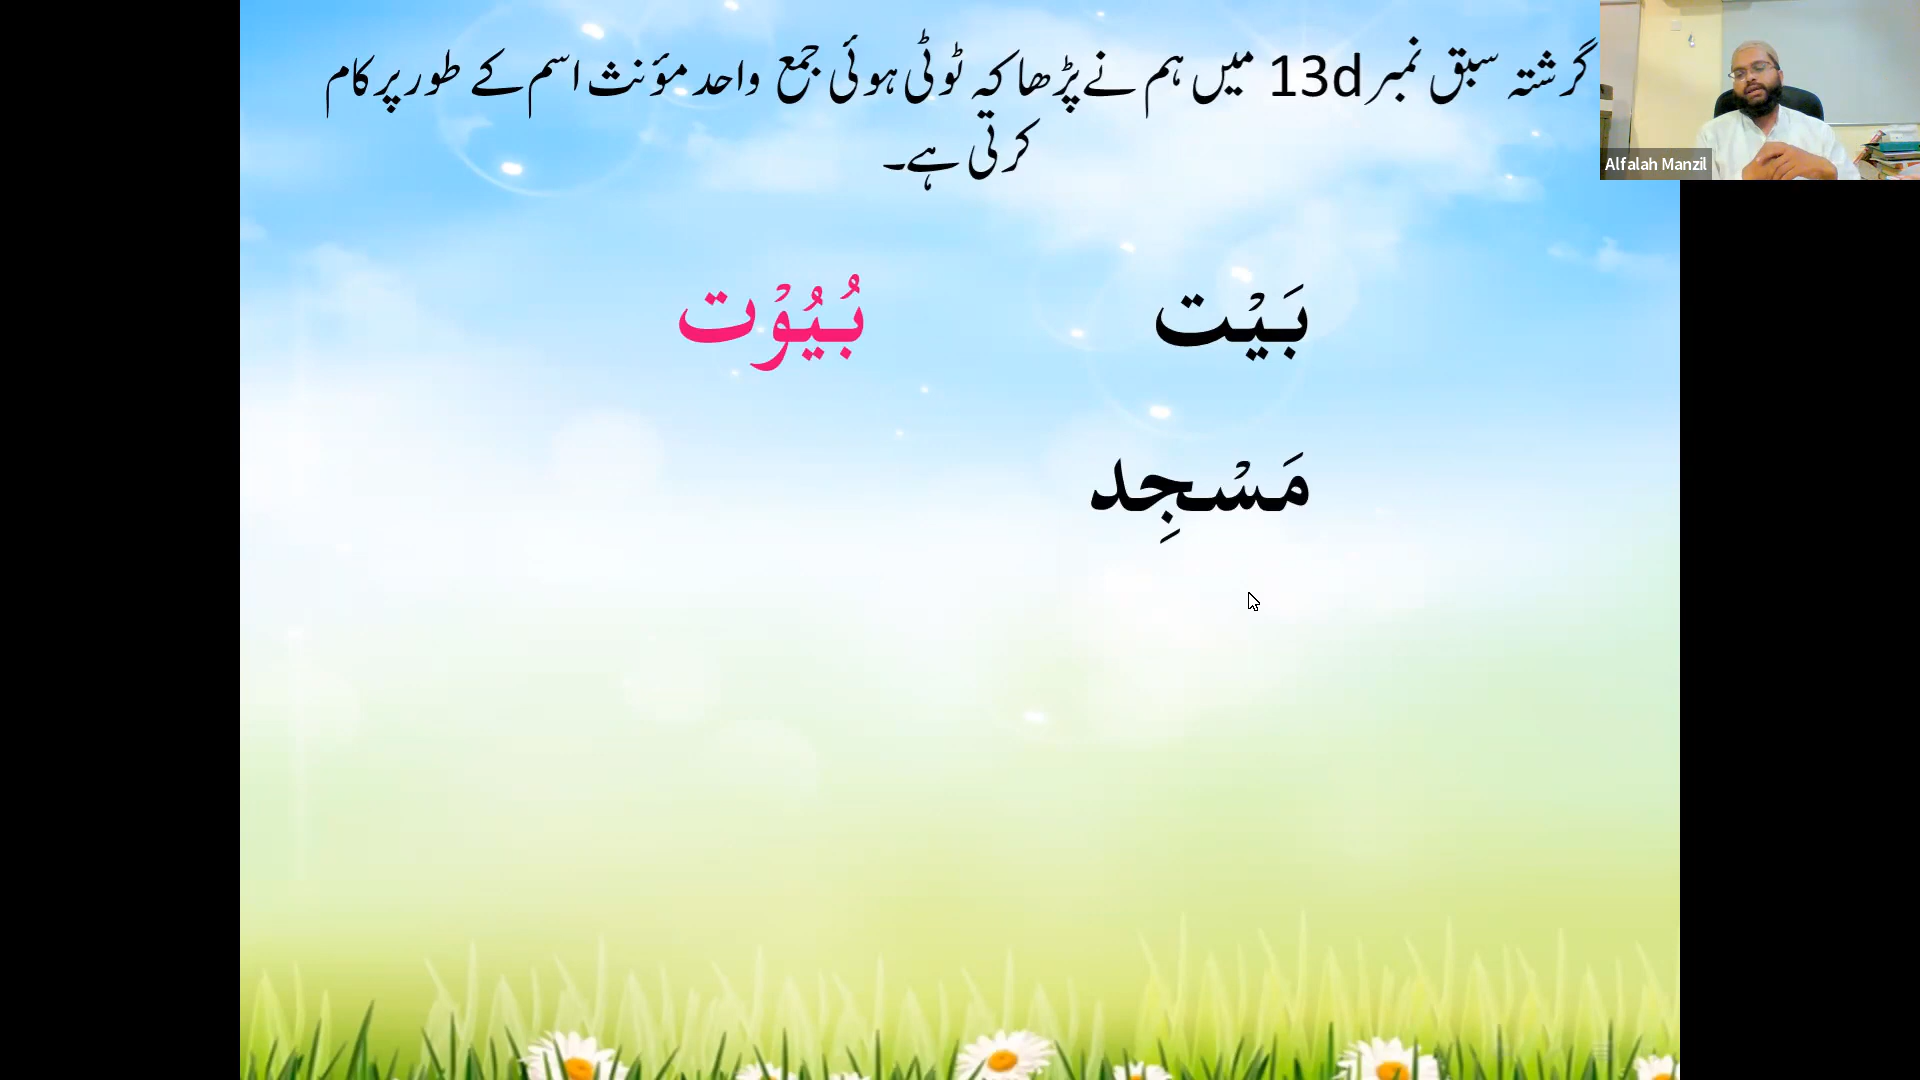 گزشتہ سبق نمبر 13d میں ہم نے پڑھا کہ ٹوٹی ہوئی جمع واحد مؤنث اسم کے طور پر کام
کرتی ہے۔
بَيْت بُيُوْت
مَسْجِد
Alfalah Manzil